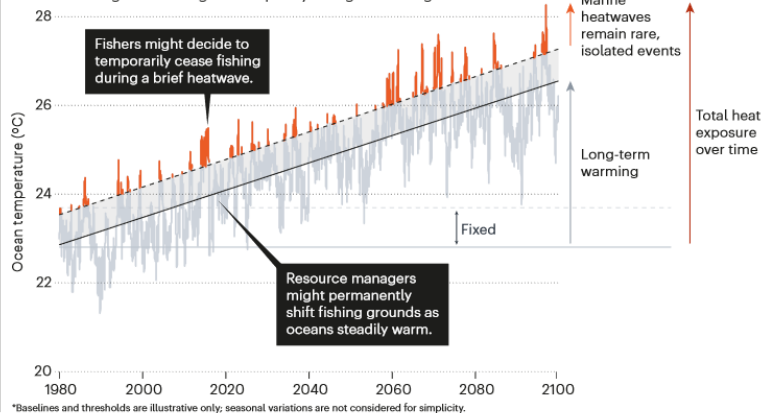 Marine
heatwaves
remain rare,
isolated events
28
Fishers might decide to
temporarily cease fishing
during a brief heatwave.
26
Total heat
exposure
over time
Long-term
warming
Ocean temperature (ºC)
24
Fixed
22
Resource managers
might permanently
shift fishing grounds as
oceans steadily warm.
20
1980 2000 2020 2040 2060 2080 2100
*Baselines and thresholds are illustrative only; seasonal variations are not considered for simplicity.